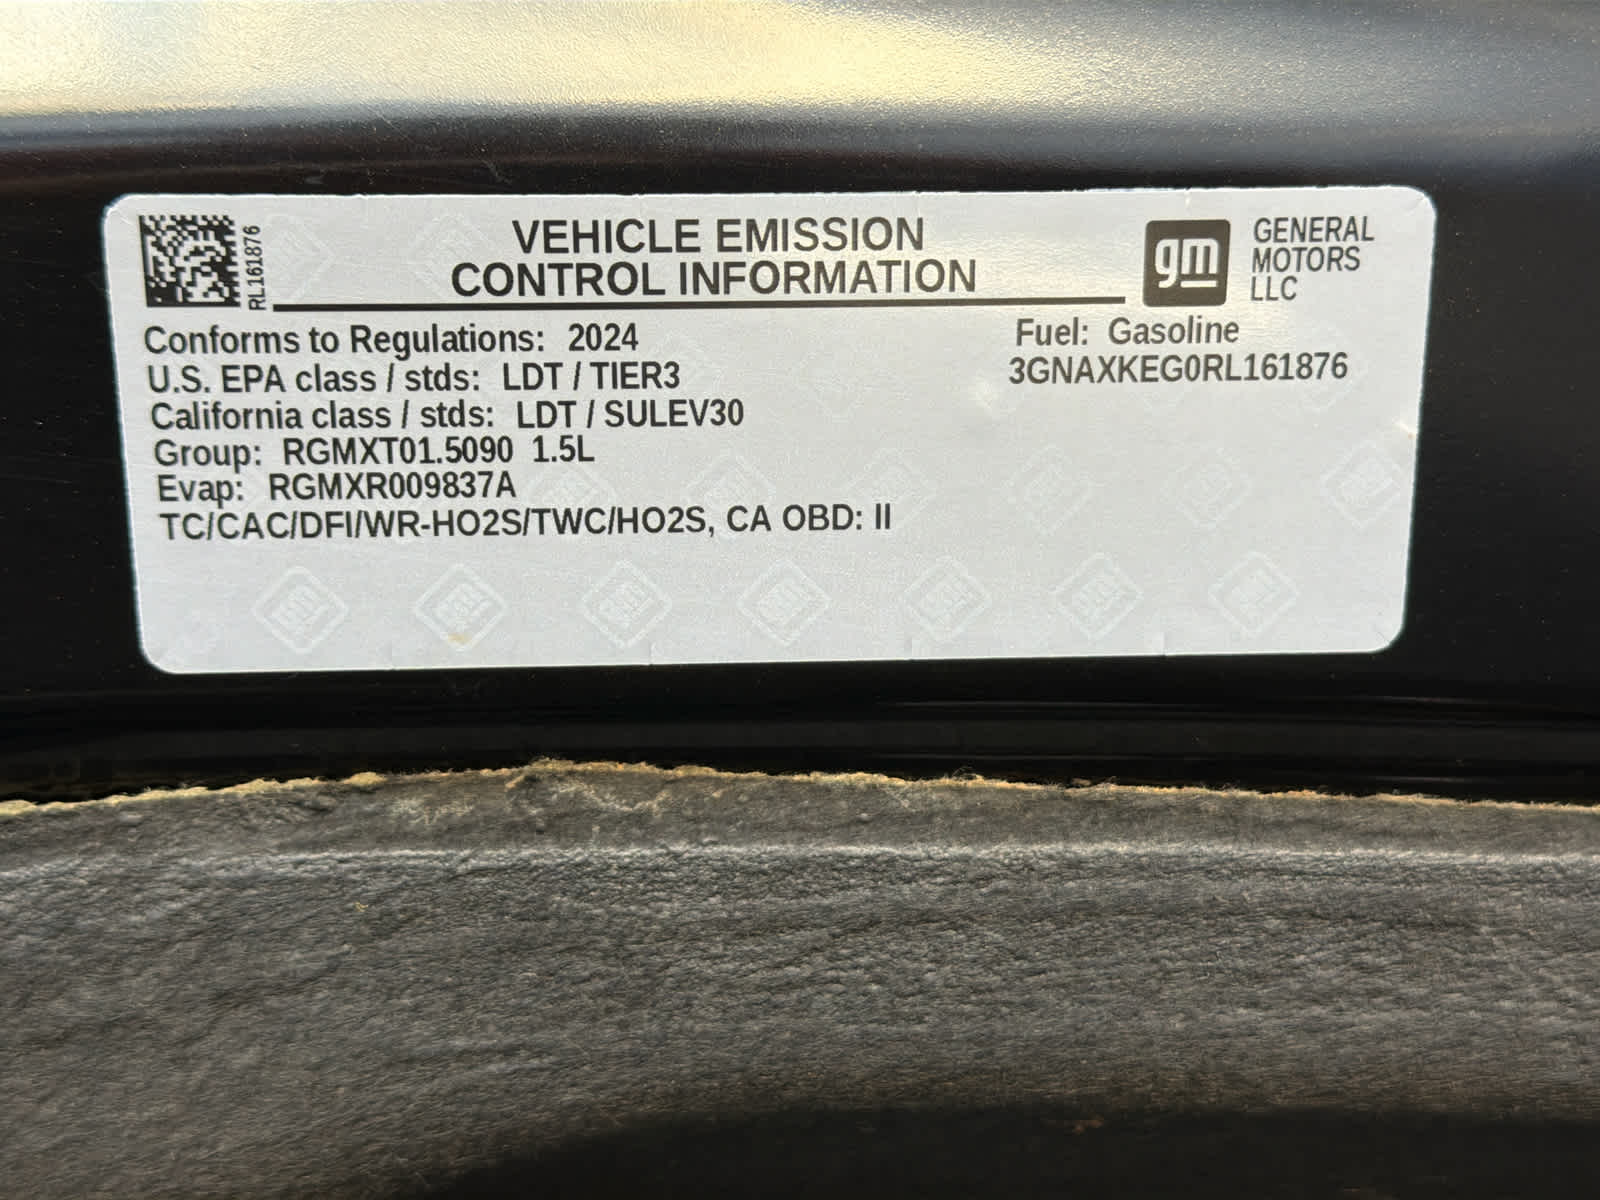 RL161876
VEHICLE EMISSION
CONTROL INFORMATION
gm
GENERAL
MOTORS
LLC
Conforms to Regulations: 2024
Fuel: Gasoline
U.S. EPA class / stds: LDT / TIER3
3GNAXKEG0RL161876
California class / stds: LDT / SULEV30
Group: RGMXT01.5090 1.5L
Evap: RGMXR009837A
TC/CAC/DFI/WR-HO2S/TWC/HO2S, CA OBD: II